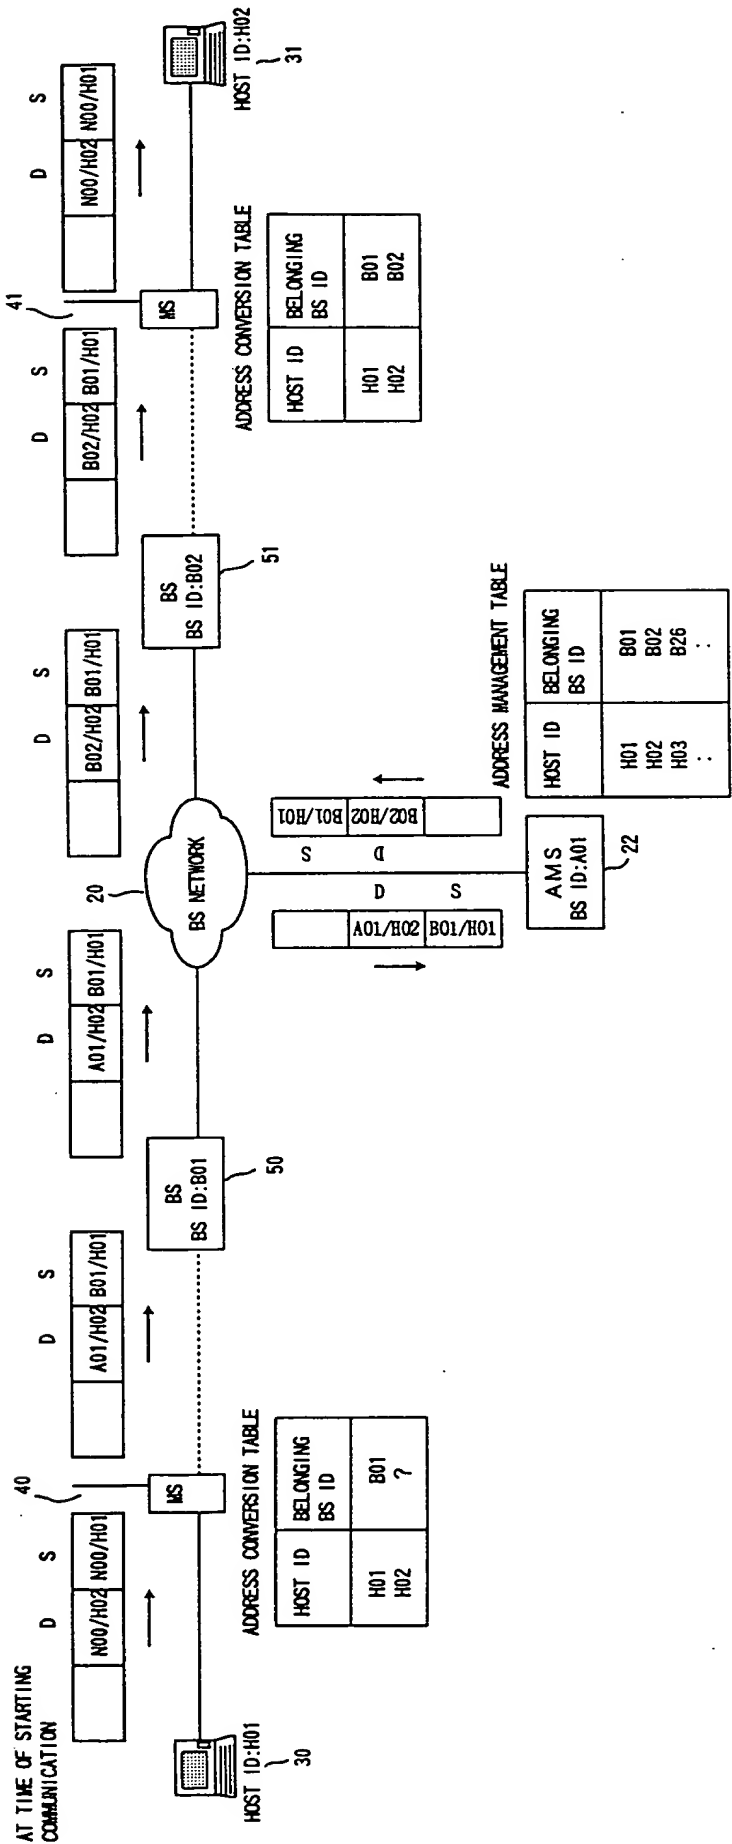 AT TIME OF STARTING
COMMUNICATION
D S
N00/H02 N00/H01
40
MS
HOST ID:H01
30
ADDRESS CONVERSION TABLE
HOST ID BELONGING
BS ID
H01 B01
H02 ?
D S
A01/H02 B01/H01
BS
BS ID:B01
50
D S
A01/H02 B01/H01
20
BS NETWORK
D S
A01/H02 B01/H01
S D
B01/H01 B02/H02
AMS
BS ID:A01
22
ADDRESS MANAGEMENT TABLE
HOST ID BELONGING
BS ID
H01 B01
H02 B02
H03 B26
: :
D S
B02/H02 B01/H01
BS
BS ID:B02
51
D S
B02/H02 B01/H01
41
MS
ADDRESS CONVERSION TABLE
HOST ID BELONGING
BS ID
H01 B01
H02 B02
D S
N00/H02 N00/H01
HOST ID:H02
31